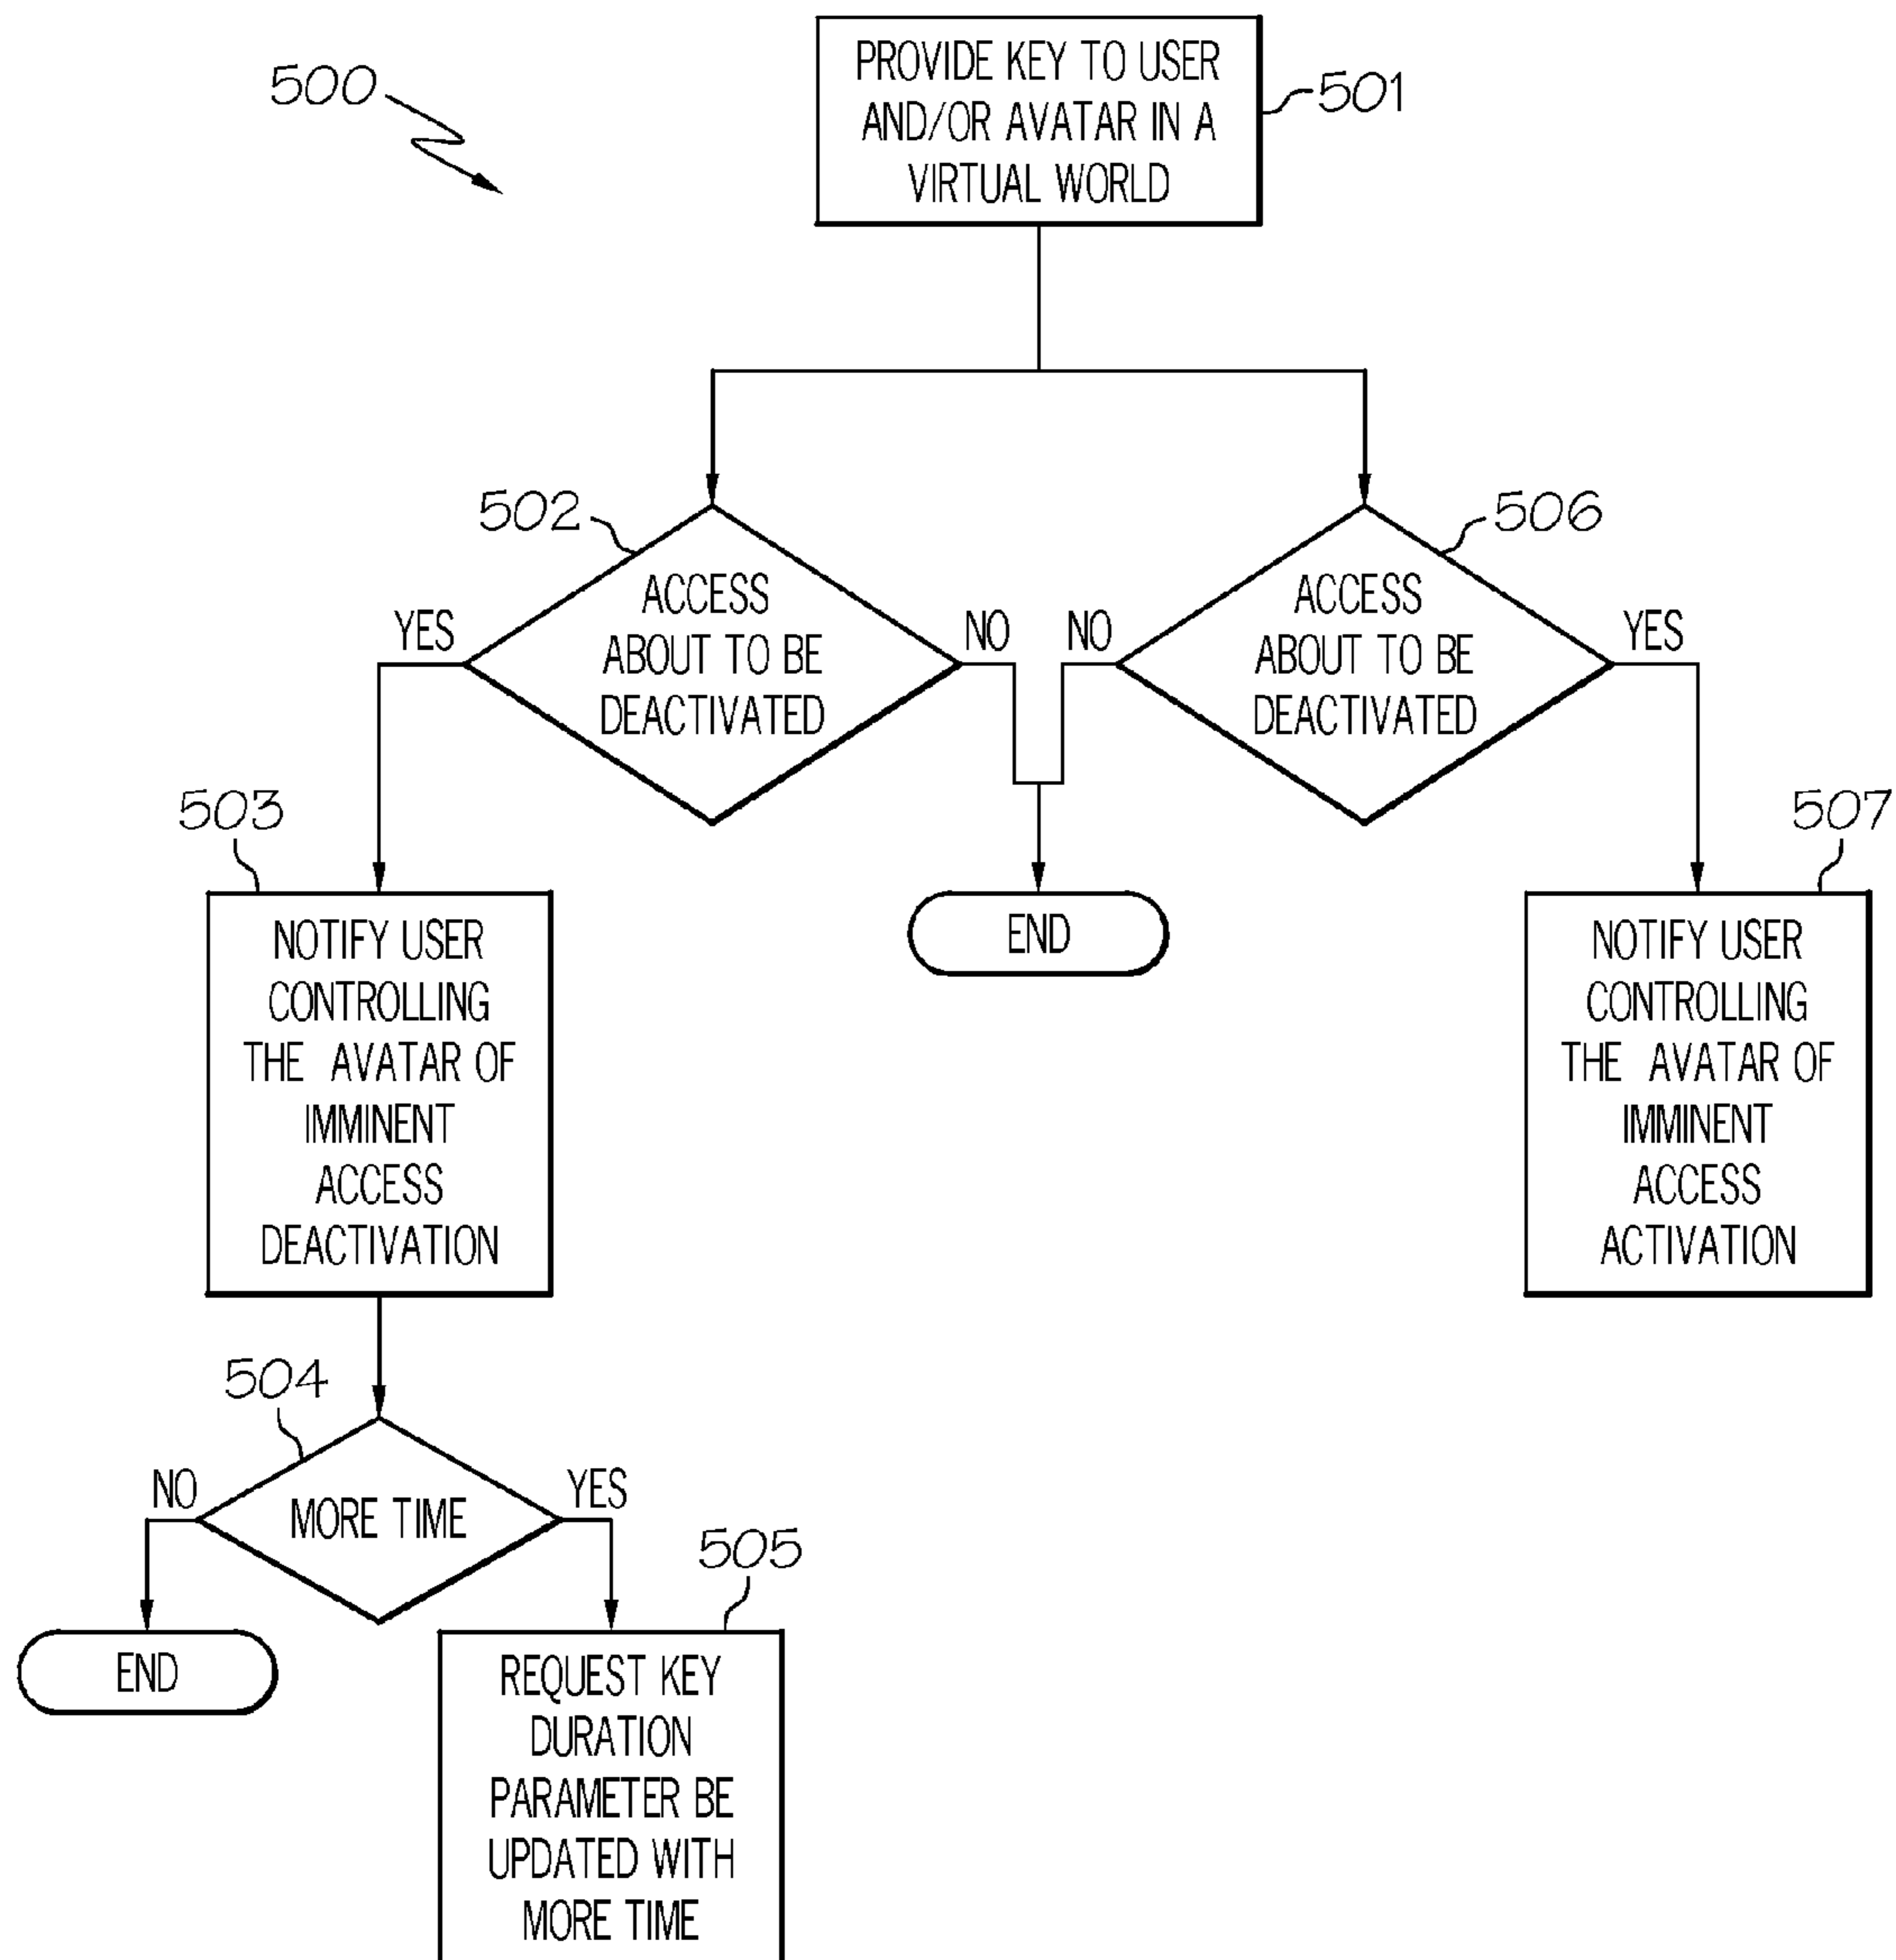 500
PROVIDE KEY TO USER
AND/OR AVATAR IN A
VIRTUAL WORLD
501
502
ACCESS
ABOUT TO BE
DEACTIVATED
YES
NO
506
ACCESS
ABOUT TO BE
DEACTIVATED
NO
YES
503
NOTIFY USER
CONTROLLING
THE AVATAR OF
IMMINENT
ACCESS
DEACTIVATION
END
507
NOTIFY USER
CONTROLLING
THE AVATAR OF
IMMINENT
ACCESS
ACTIVATION
504
MORE TIME
NO
YES
END
505
REQUEST KEY
DURATION
PARAMETER BE
UPDATED WITH
MORE TIME